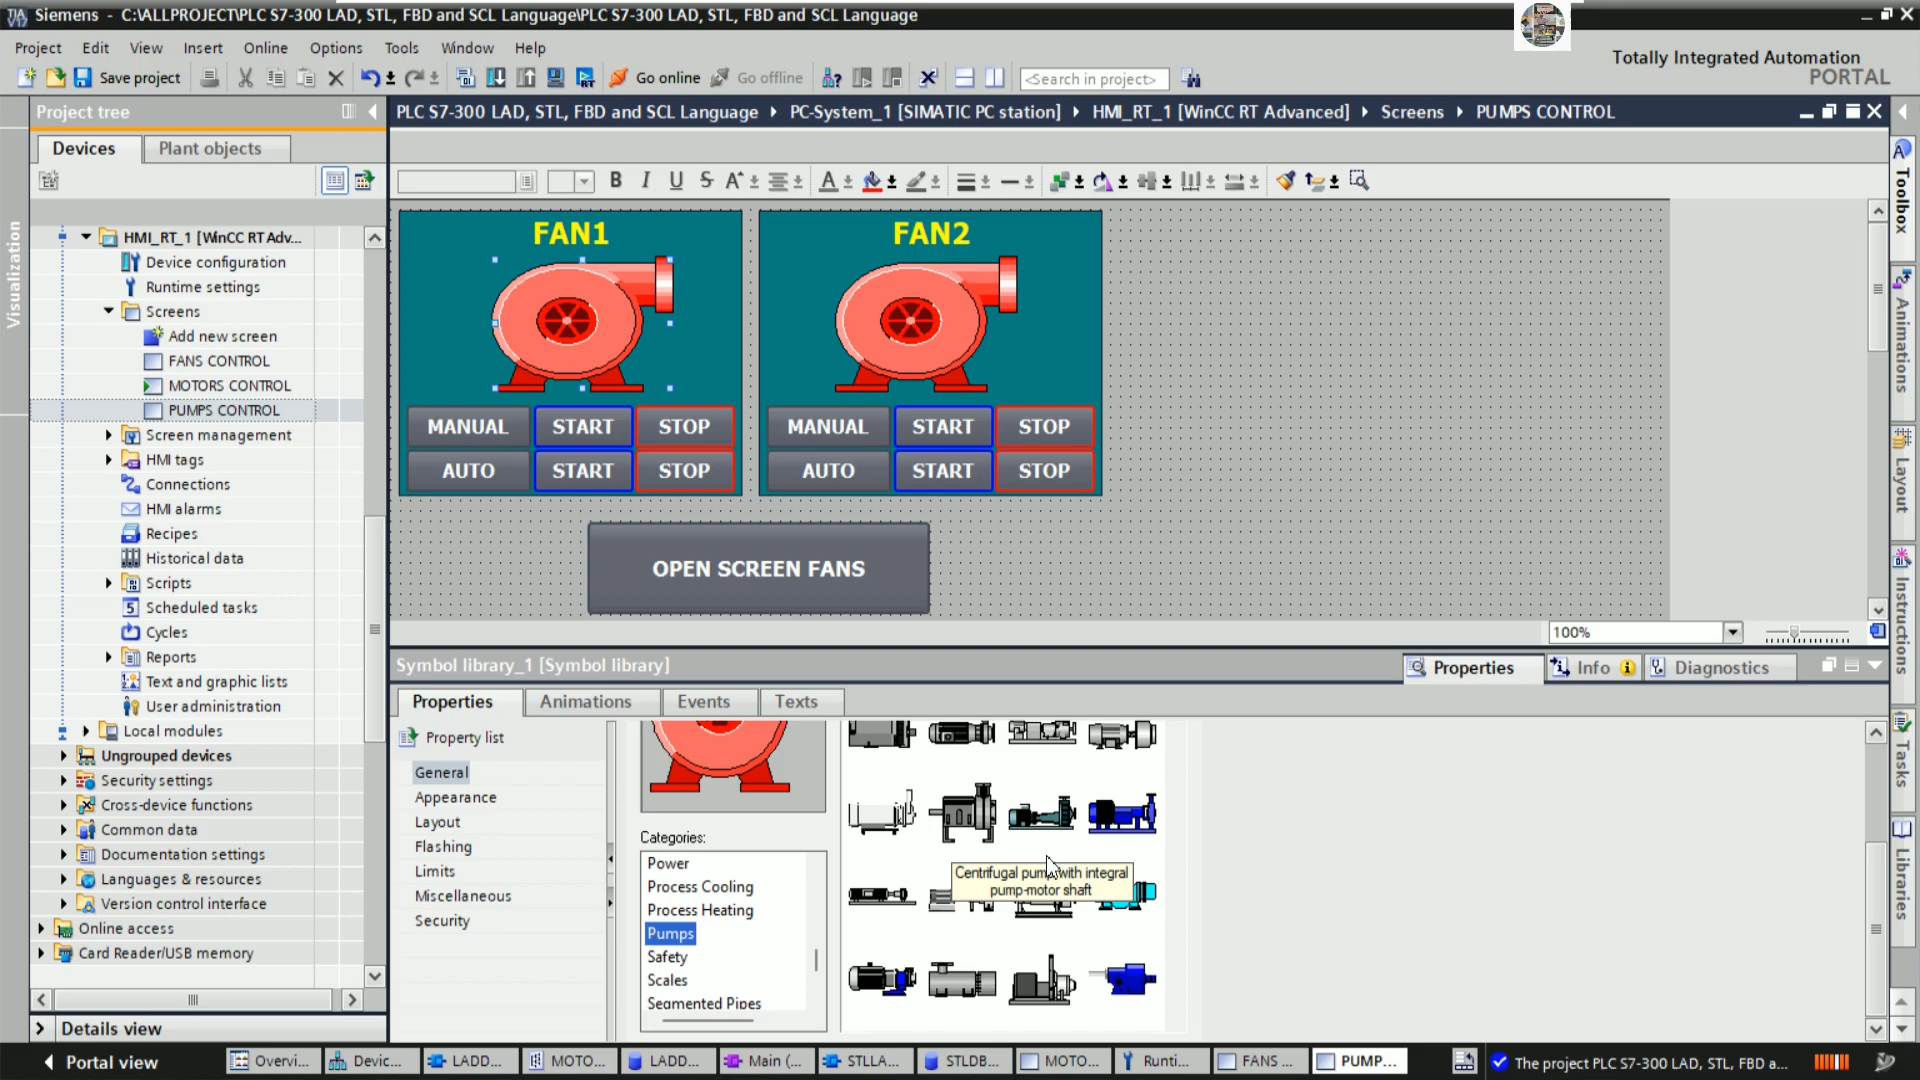 Siemens - C:\ALLPROJECT\PLC S7-300 LAD, STL, FBD and SCL Language\PLC S7-300 LAD, STL, FBD and SCL Language
Project Edit View Insert Online Options Tools Window Help
Totally Integrated Automation
PORTAL
Save project
Go online
Go offline
<Search in project>
Project tree
PLC S7-300 LAD, STL, FBD and SCL Language
PC-System_1 [SIMATIC PC station]
HMI_RT_1 [WinCC RT Advanced]
Screens
PUMPS CONTROL
Devices
Plant objects
Visualization
HMI_RT_1 [WinCC RT Adv...
Device configuration
Runtime settings
Screens
Add new screen
FANS CONTROL
MOTORS CONTROL
PUMPS CONTROL
Screen management
HMI tags
Connections
HMI alarms
Recipes
Historical data
Scripts
Scheduled tasks
Cycles
Reports
Text and graphic lists
User administration
Local modules
Ungrouped devices
Security settings
Cross-device functions
Common data
Documentation settings
Languages & resources
Version control interface
Online access
Card Reader/USB memory
Details view
B I U S A
FAN1
MANUAL START STOP
AUTO START STOP
FAN2
MANUAL START STOP
AUTO START STOP
OPEN SCREEN FANS
100%
Symbol library_1 [Symbol library]
Properties
Info
Diagnostics
Properties
Animations
Events
Texts
Property list
General
Appearance
Layout
Flashing
Limits
Miscellaneous
Security
Categories:
Power
Process Cooling
Process Heating
Pumps
Safety
Scales
Segmented Pipes
Centrifugal pump with integral
pump-motor shaft
Toolbox
Animations
Layout
Instructions
Tasks
Libraries
Portal view
Overvi...
Devic...
LADD...
MOTO...
LADD...
Main (...
STLLA...
STLDB...
MOTO...
Runti...
FANS ...
PUMP...
The project PLC S7-300 LAD, STL, FBD a...